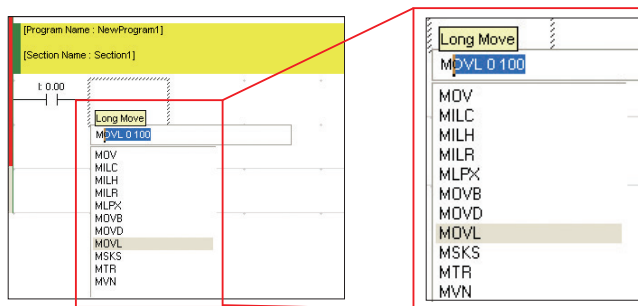 [Program Name : NewProgram1]
[Section Name : Section1]
I: 0.00
Long Move
MOVL 0 100
MOV
MILC
MILH
MILR
MLPX
MOVB
MOVD
MOVL
MSKS
MTR
MVN
Long Move
MOVL 0 100
MOV
MILC
MILH
MILR
MLPX
MOVB
MOVD
MOVL
MSKS
MTR
MVN